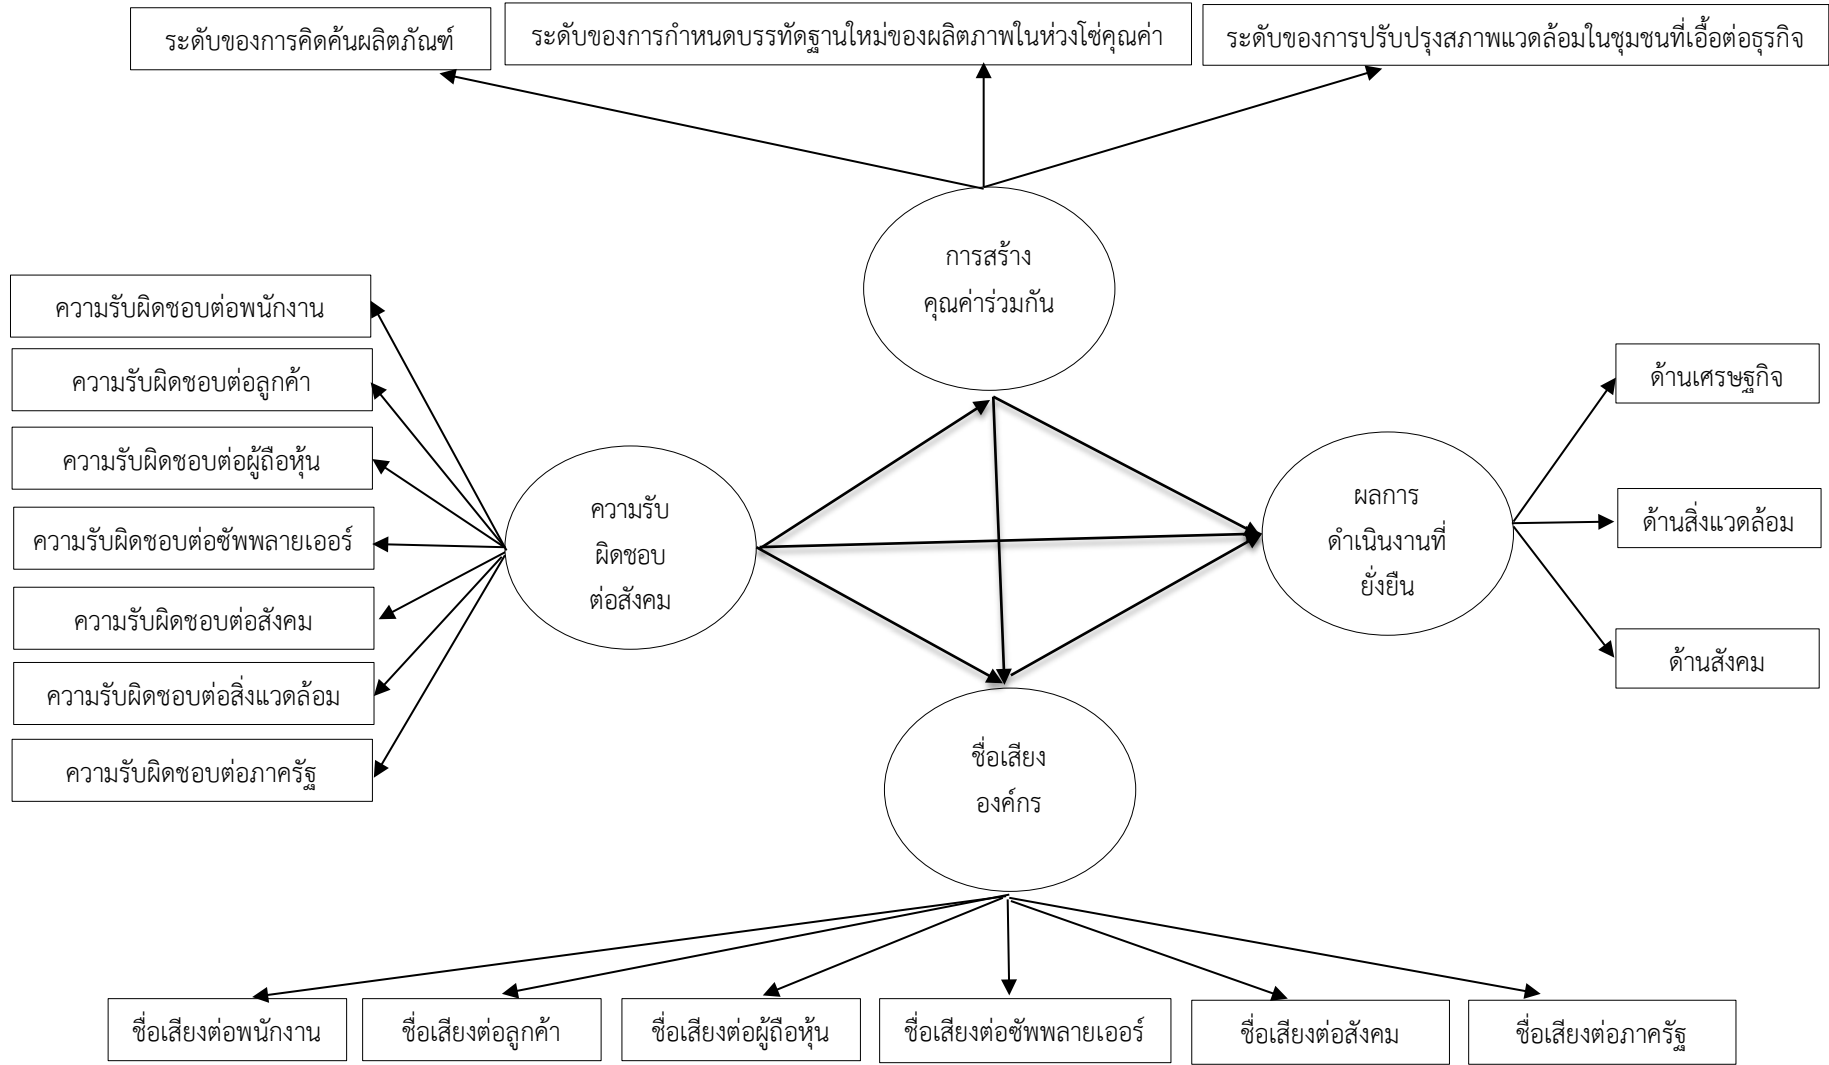 ระดับของการคิดค้นผลิตภัณฑ์
ระดับของการกำหนดบรรทัดฐานใหม่ของผลิตภาพในห่วงโซ่คุณค่า
ระดับของการปรับปรุงสภาพแวดล้อมในชุมชนที่เอื้อต่อธุรกิจ
การสร้าง
คุณค่าร่วมกัน
ความรับผิดชอบต่อพนักงาน
ความรับผิดชอบต่อลูกค้า
ความรับผิดชอบต่อผู้ถือหุ้น
ความรับผิดชอบต่อซัพพลายเออร์
ความรับผิดชอบต่อสังคม
ความรับผิดชอบต่อสิ่งแวดล้อม
ความรับผิดชอบต่อภาครัฐ
ความรับ
ผิดชอบ
ต่อสังคม
ผลการ
ดำเนินงานที่
ยั่งยืน
ด้านเศรษฐกิจ
ด้านสิ่งแวดล้อม
ด้านสังคม
ชื่อเสียง
องค์กร
ชื่อเสียงต่อพนักงาน
ชื่อเสียงต่อลูกค้า
ชื่อเสียงต่อผู้ถือหุ้น
ชื่อเสียงต่อซัพพลายเออร์
ชื่อเสียงต่อสังคม
ชื่อเสียงต่อภาครัฐ